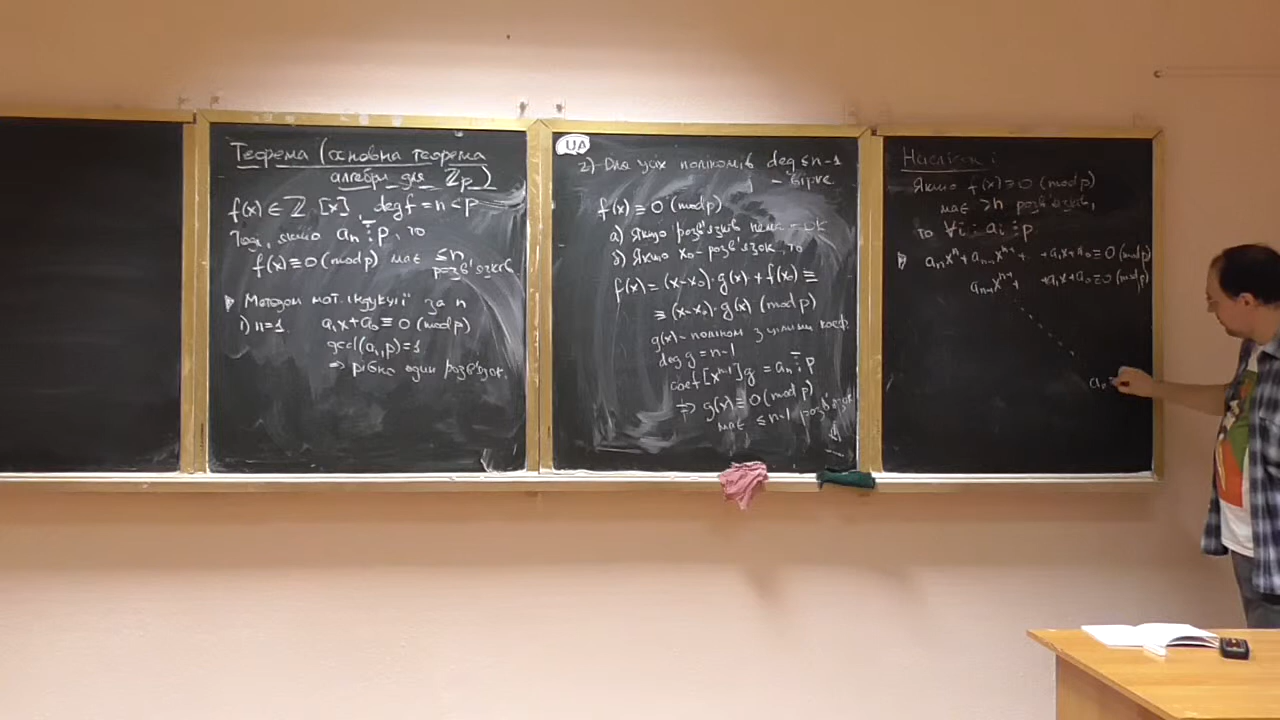 Теорема (основна теорема
алгебри для ℤₚ)
f(x) ∈ ℤ[x], deg f = n < p
Тоді, якщо aₙ ⋮̅ p, то
f(x) ≡ 0 (mod p) має ≤ n
розв'язків
Методом мат. індукції за n
1) n=1. a₁x + a₀ ≡ 0 (mod p)
gcd(a₁, p) = 1
⇒ рівно один розв'язок.
UA
2) Для усіх поліномів deg ≤ n-1
- вірне
f(x) ≡ 0 (mod p)
а) Якщо розв'язків нема - ок
б) Якщо x₀ - розв'язок, то
f(x) = (x-x₀)·g(x) + f(x₀) ≡
≡ (x-x₀)·g(x) (mod p)
g(x) - поліном з цілими коеф.
deg g = n-1
coef [xⁿ⁻¹] g = aₙ ⋮̅ p
⇒ g(x) ≡ 0 (mod p)
має ≤ n-1 розв'язк
Наслідок:
Якщо f(x) ≡ 0 (mod p)
має > n розв'язків,
то ∀i: aᵢ ⋮ p
aₙxⁿ + aₙ₋₁xⁿ⁻¹ + + a₁x + a₀ ≡ 0 (mod p)
aₙ₋₁xⁿ⁻¹ + + a₁x + a₀ ≡ 0 (mod p)